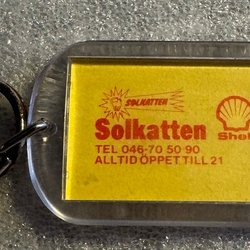 SOLKATTEN
Solkatten
Shell
TEL 046-70 50 90
ALLTID ÖPPET TILL 21